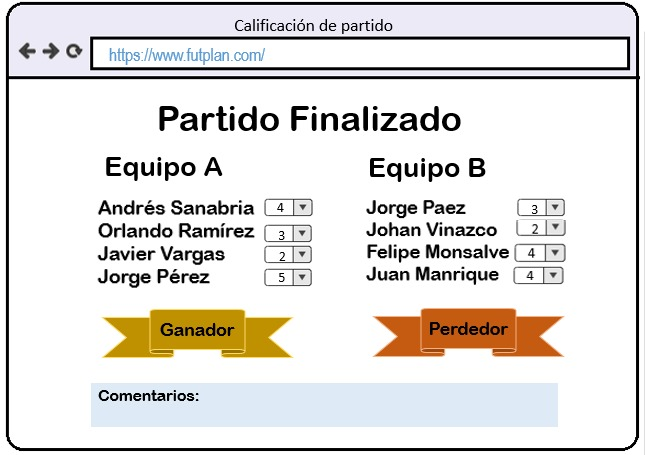 Calificación de partido
https://www.futplan.com/
Partido Finalizado
Equipo A
Andrés Sanabria 4
Orlando Ramírez 3
Javier Vargas 2
Jorge Pérez 5
Ganador
Equipo B
Jorge Paez 3
Johan Vinazco 2
Felipe Monsalve 4
Juan Manrique 4
Perdedor
Comentarios: